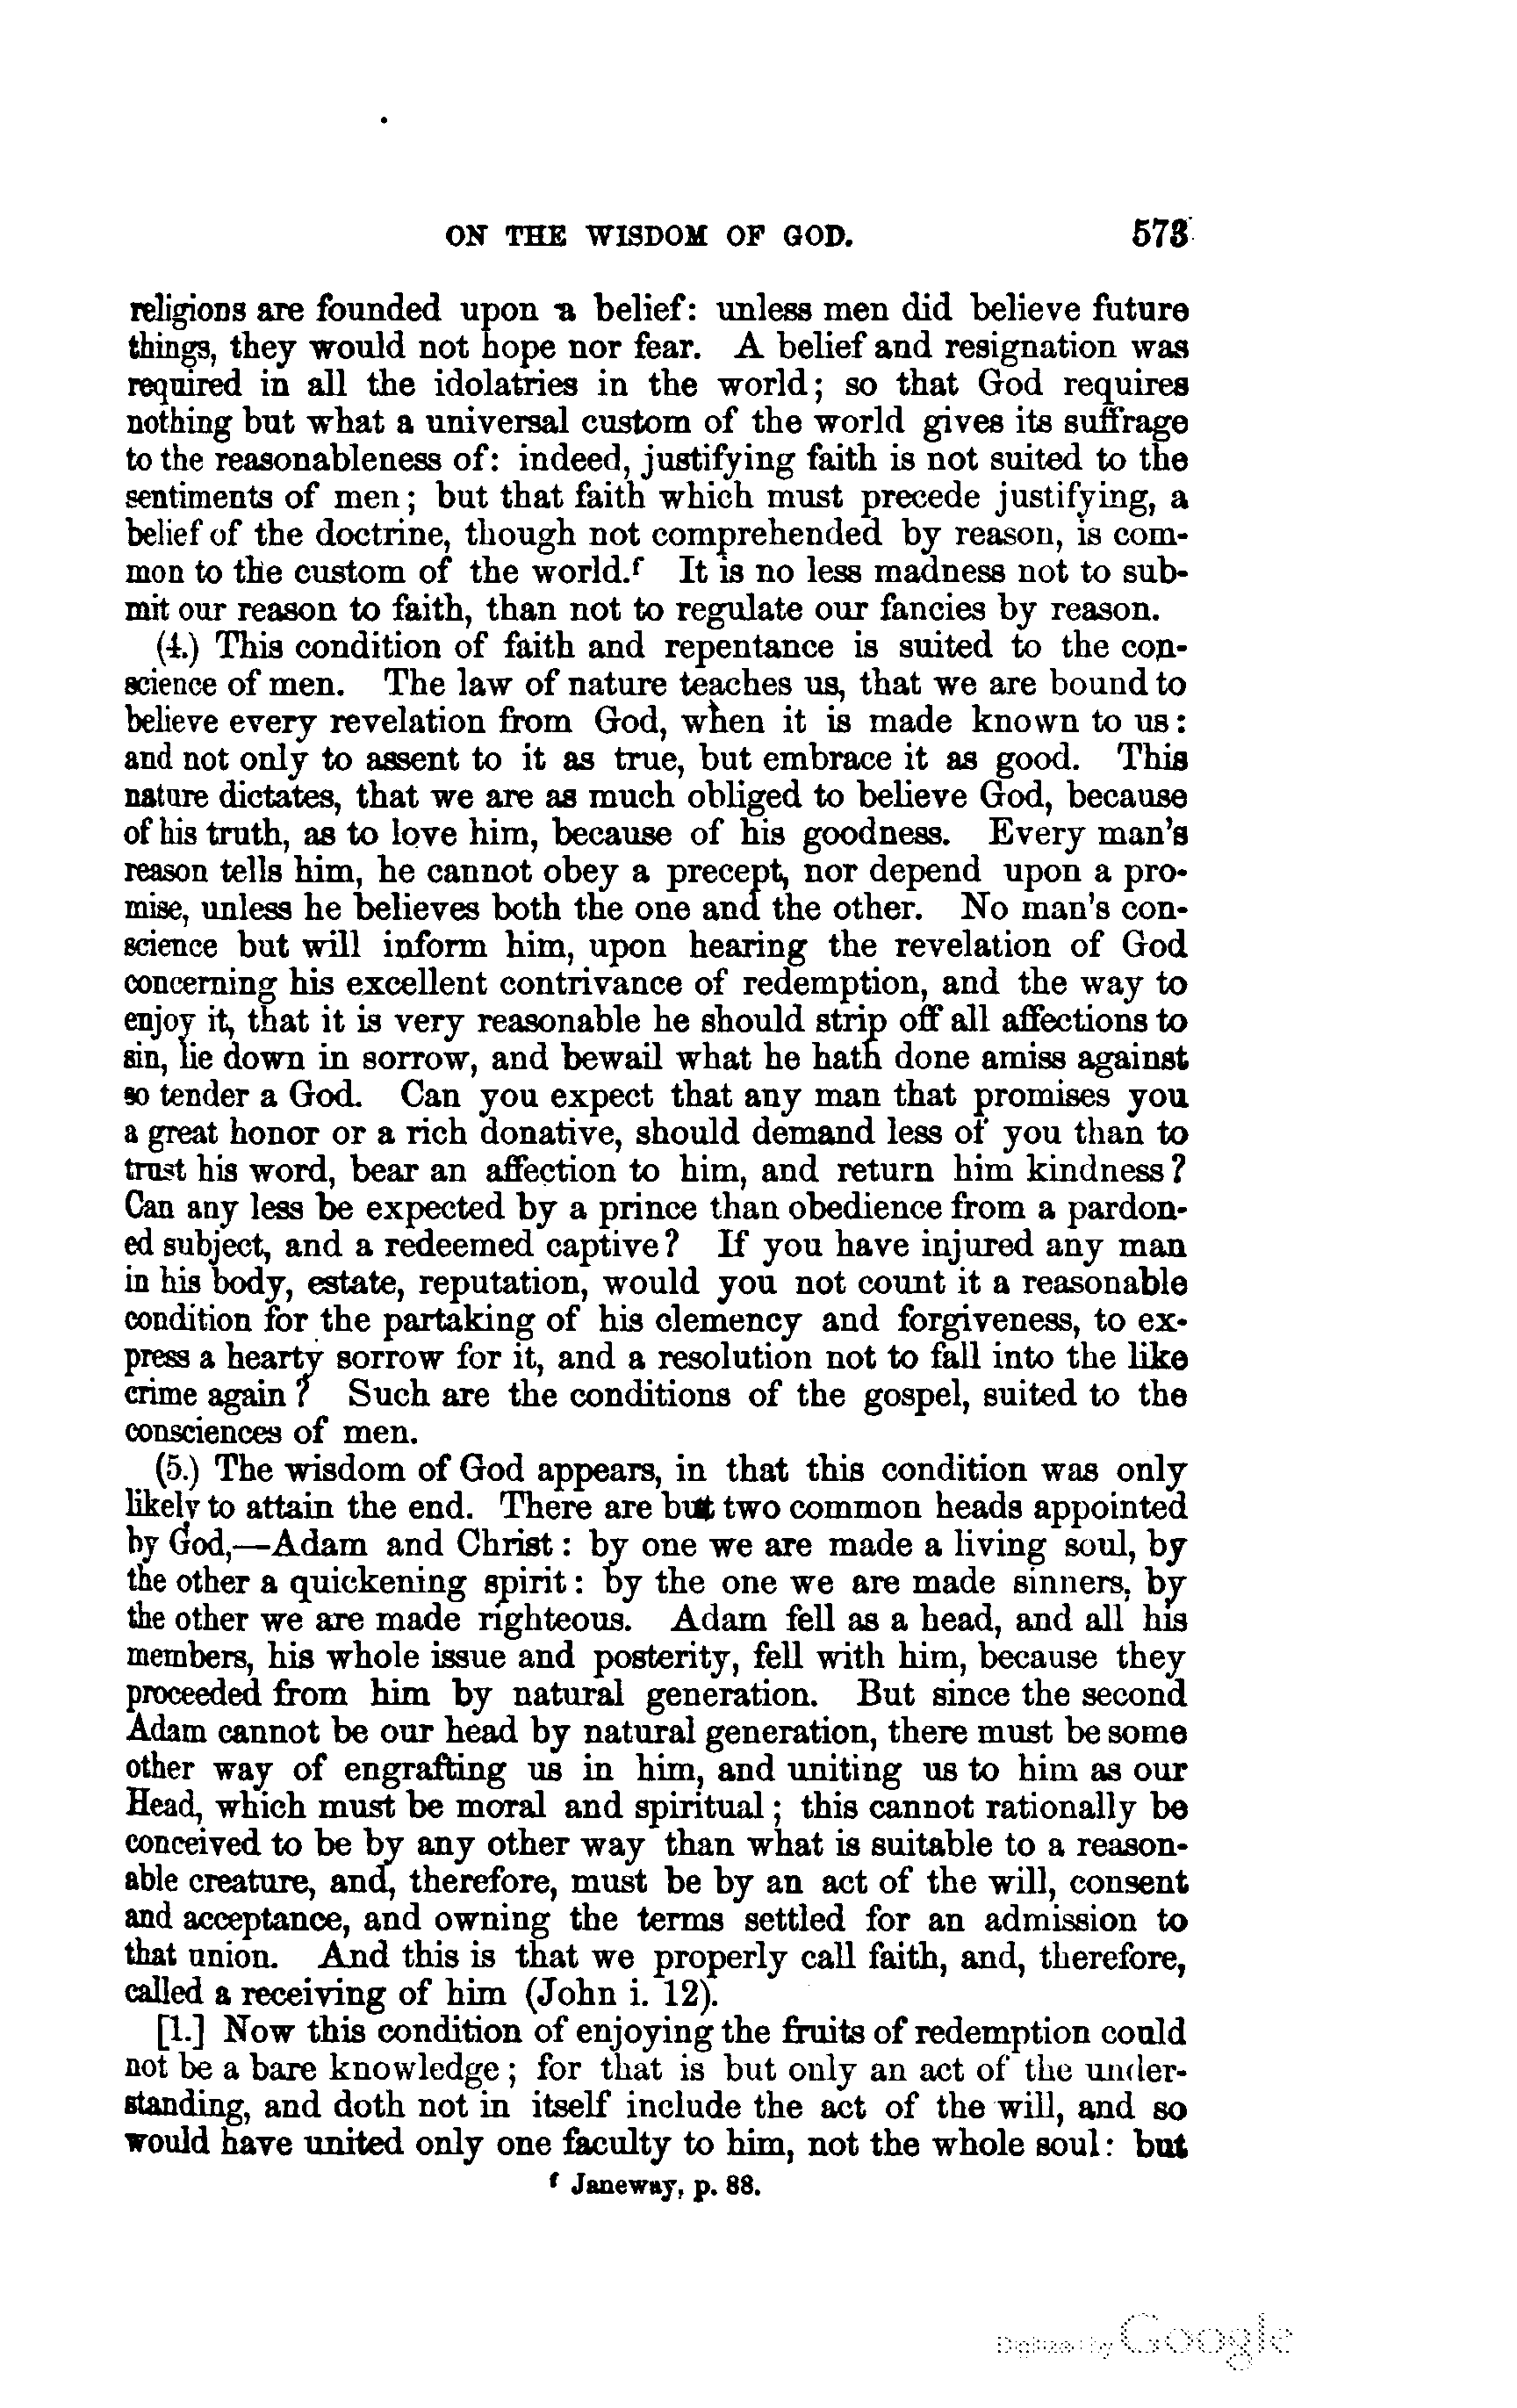 ON THE WISDOM OF GOD. 573
religions are founded upon a belief: unless men did believe future
things, they would not hope nor fear. A belief and resignation was
required in all the idolatries in the world; so that God requires
nothing but what a universal custom of the world gives its suffrage
to the reasonableness of: indeed, justifying faith is not suited to the
sentiments of men; but that faith which must precede justifying, a
belief of the doctrine, though not comprehended by reason, is com-
mon to the custom of the world.f It is no less madness not to sub-
mit our reason to faith, than not to regulate our fancies by reason.
(4.) This condition of faith and repentance is suited to the con-
science of men. The law of nature teaches us, that we are bound to
believe every revelation from God, when it is made known to us:
and not only to assent to it as true, but embrace it as good. This
nature dictates, that we are as much obliged to believe God, because
of his truth, as to love him, because of his goodness. Every man's
reason tells him, he cannot obey a precept, nor depend upon a pro-
mise, unless he believes both the one and the other. No man's con-
science but will inform him, upon hearing the revelation of God
concerning his excellent contrivance of redemption, and the way to
enjoy it, that it is very reasonable he should strip off all affections to
sin, lie down in sorrow, and bewail what he hath done amiss against
so tender a God. Can you expect that any man that promises you
a great honor or a rich donative, should demand less of you than to
trust his word, bear an affection to him, and return him kindness?
Can any less be expected by a prince than obedience from a pardon-
ed subject, and a redeemed captive? If you have injured any man
in his body, estate, reputation, would you not count it a reasonable
condition for the partaking of his clemency and forgiveness, to ex-
press a hearty sorrow for it, and a resolution not to fall into the like
crime again? Such are the conditions of the gospel, suited to the
consciences of men.
(5.) The wisdom of God appears, in that this condition was only
likely to attain the end. There are but two common heads appointed
by God,—Adam and Christ: by one we are made a living soul, by
the other a quickening spirit: by the one we are made sinners, by
the other we are made righteous. Adam fell as a head, and all his
members, his whole issue and posterity, fell with him, because they
proceeded from him by natural generation. But since the second
Adam cannot be our head by natural generation, there must be some
other way of engrafting us in him, and uniting us to him as our
Head, which must be moral and spiritual; this cannot rationally be
conceived to be by any other way than what is suitable to a reason-
able creature, and, therefore, must be by an act of the will, consent
and acceptance, and owning the terms settled for an admission to
that union. And this is that we properly call faith, and, therefore,
called a receiving of him (John i. 12).
[1.] Now this condition of enjoying the fruits of redemption could
not be a bare knowledge; for that is but only an act of the under-
standing, and doth not in itself include the act of the will, and so
would have united only one faculty to him, not the whole soul: but
f Janeway, p. 88.
Digitized by Google